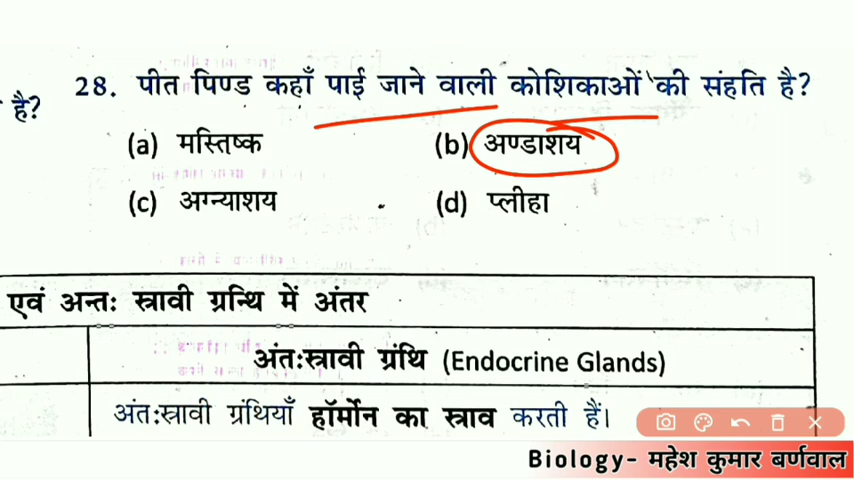 28. पीत पिण्ड कहाँ पाई जाने वाली कोशिकाओं की संहति है?
है?
(a) मस्तिष्क (b) अण्डाशय
(c) अग्न्याशय (d) प्लीहा
एवं अन्तः स्त्रावी ग्रन्थि में अंतर
अंतःस्त्रावी ग्रंथि (Endocrine Glands)
अंतःस्त्रावी ग्रंथियाँ हॉर्मोन का स्त्राव करती हैं।
Biology- महेश कुमार बर्णवाल